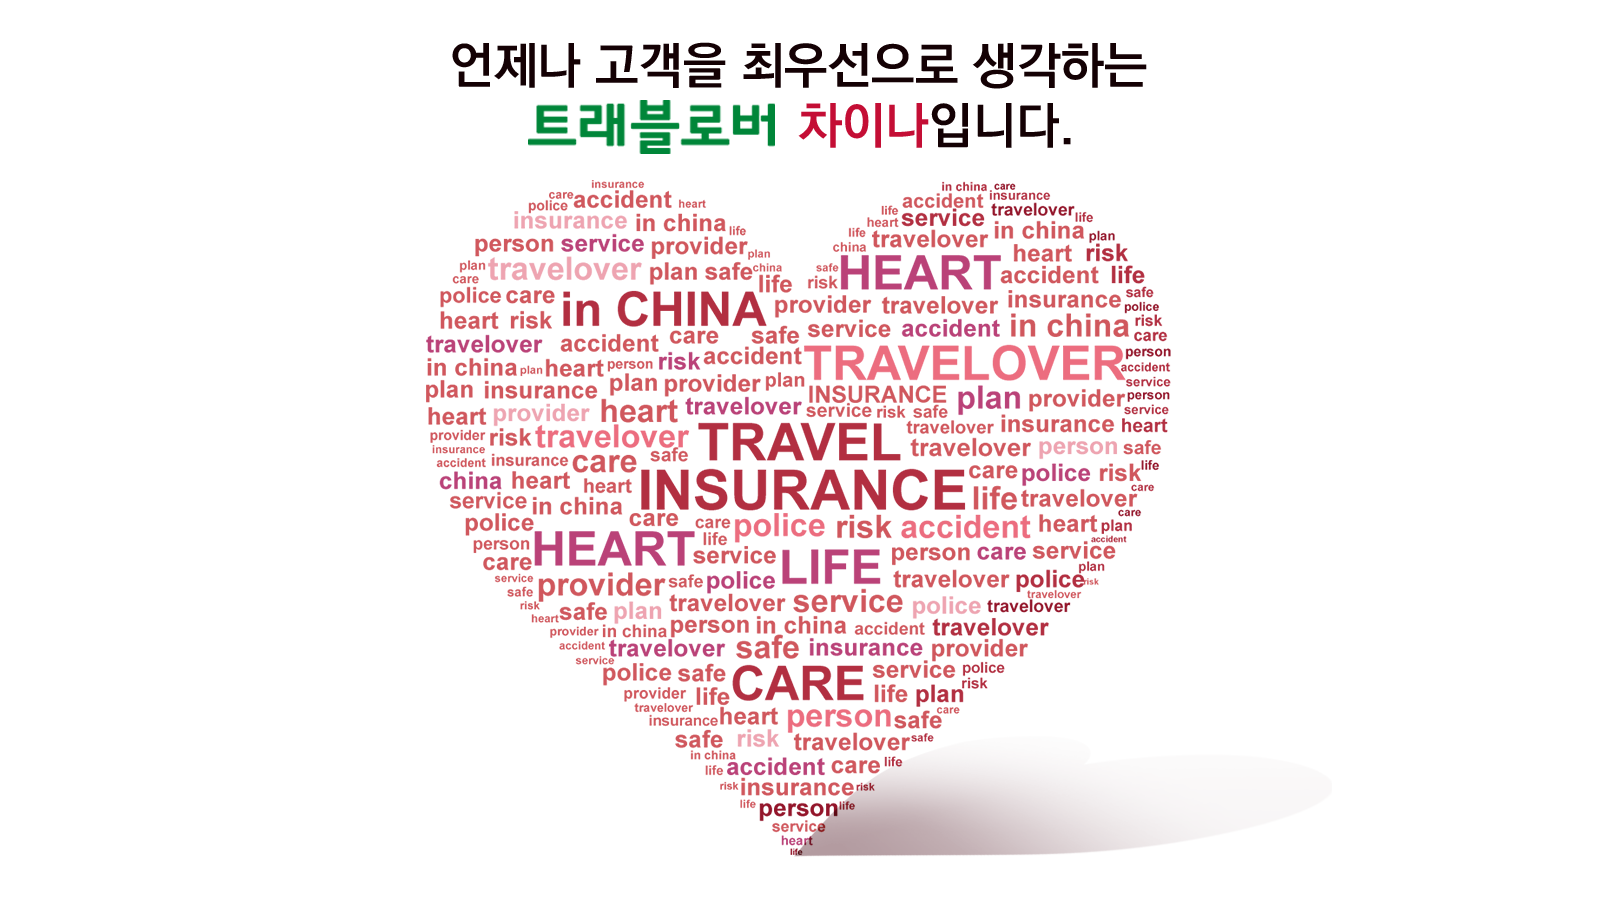 언제나 고객을 최우선으로 생각하는
트래블로버 차이나입니다.
insurance in china care
care accident accident insurance
police heart life service travelover life
insurance in china life heart in china plan
person service provider plan life travelover heart risk
plan travelover plan safe china china safe HEART accident life
care life risk
police care in CHINA provider travelover insurance safe police
heart risk safe service accident in china risk
travelover accident care care
in china plan heart person risk accident TRAVELOVER person accident
plan insurance plan provider plan INSURANCE plan provider service person
heart provider heart travelover service risk safe service
provider risk travelover TRAVEL travelover insurance heart
insurance safe travelover person safe
accident insurance care INSURANCE care police risk life
china heart heart life travelover care
service in china care care police risk accident heart plan care
police HEART life accident
person service LIFE person care service
care plan
service provider safe police travelover police risk
safe travelover service police travelover travelover
risk safe plan
heart person in china accident travelover
provider in china
accident travelover safe insurance provider
service police safe CARE service police
provider life life plan risk
travelover heart person safe care
insurance
safe risk travelover safe
in china
life accident care life
risk insurance risk
life person life
service
heart
life